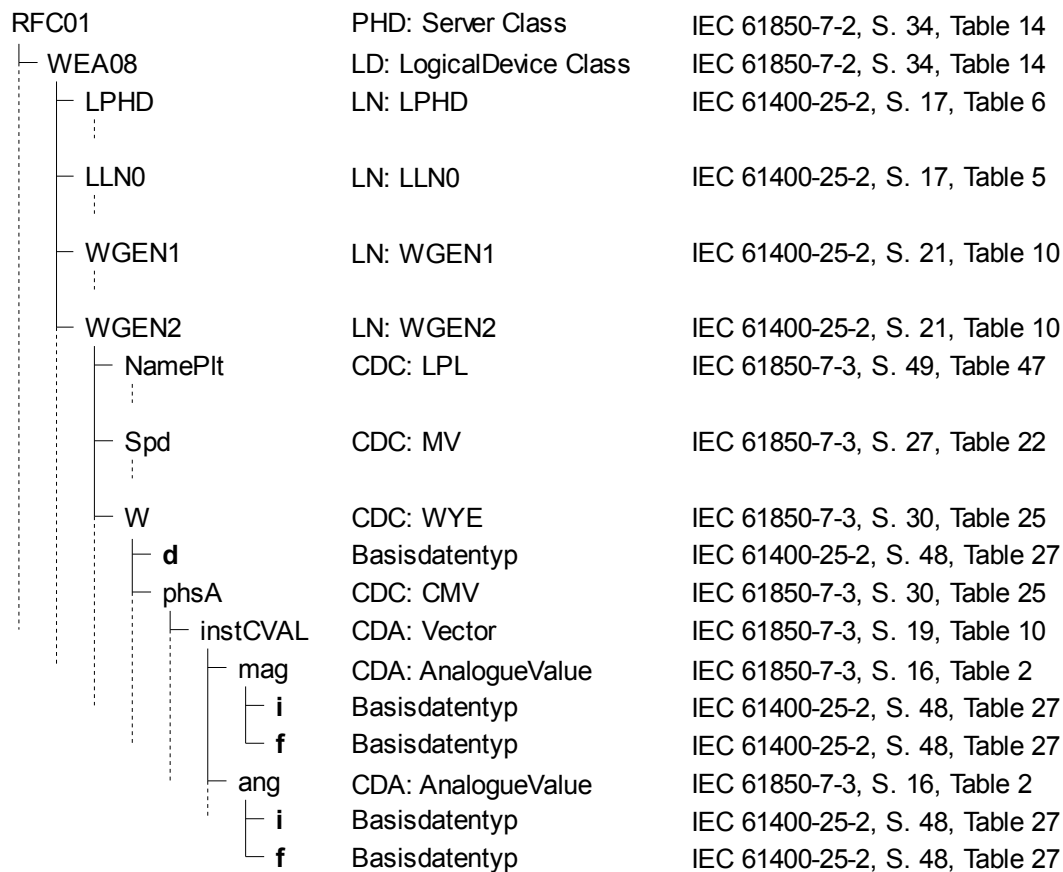 RFC01 PHD: Server Class IEC 61850-7-2, S. 34, Table 14
WEA08 LD: LogicalDevice Class IEC 61850-7-2, S. 34, Table 14
LPHD LN: LPHD IEC 61400-25-2, S. 17, Table 6
LLN0 LN: LLN0 IEC 61400-25-2, S. 17, Table 5
WGEN1 LN: WGEN1 IEC 61400-25-2, S. 21, Table 10
WGEN2 LN: WGEN2 IEC 61400-25-2, S. 21, Table 10
NamePlt CDC: LPL IEC 61850-7-3, S. 49, Table 47
Spd CDC: MV IEC 61850-7-3, S. 27, Table 22
W CDC: WYE IEC 61850-7-3, S. 30, Table 25
d Basisdatentyp IEC 61400-25-2, S. 48, Table 27
phsA CDC: CMV IEC 61850-7-3, S. 30, Table 25
instCVAL CDA: Vector IEC 61850-7-3, S. 19, Table 10
mag CDA: AnalogueValue IEC 61850-7-3, S. 16, Table 2
i Basisdatentyp IEC 61400-25-2, S. 48, Table 27
f Basisdatentyp IEC 61400-25-2, S. 48, Table 27
ang CDA: AnalogueValue IEC 61850-7-3, S. 16, Table 2
i Basisdatentyp IEC 61400-25-2, S. 48, Table 27
f Basisdatentyp IEC 61400-25-2, S. 48, Table 27